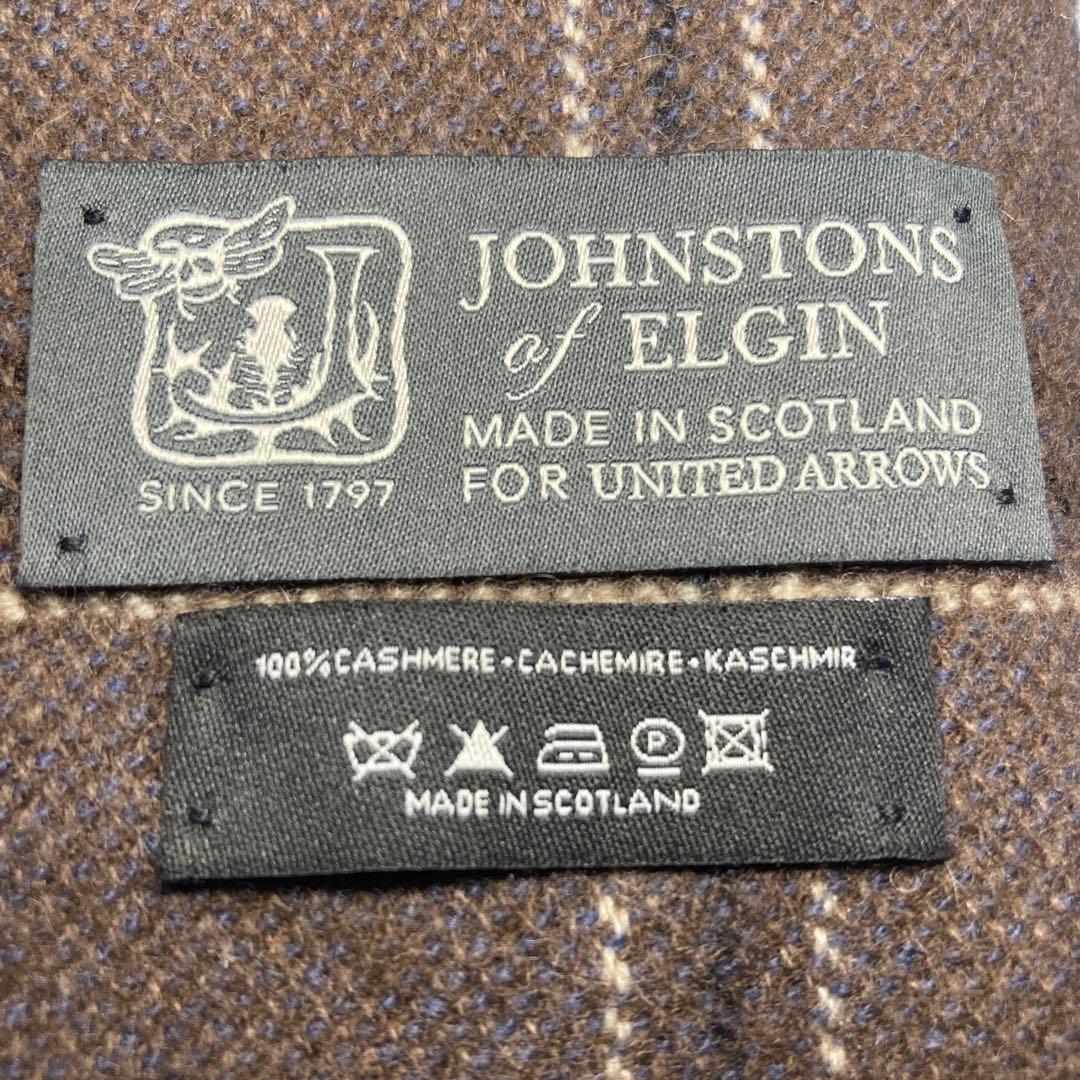 JOHNSTONS
of ELGIN
MADE IN SCOTLAND
FOR UNITED ARROWS
SINCE 1797
100% CASHMERE • CACHEMIRE • KASCHMIR
P
MADE IN SCOTLAND